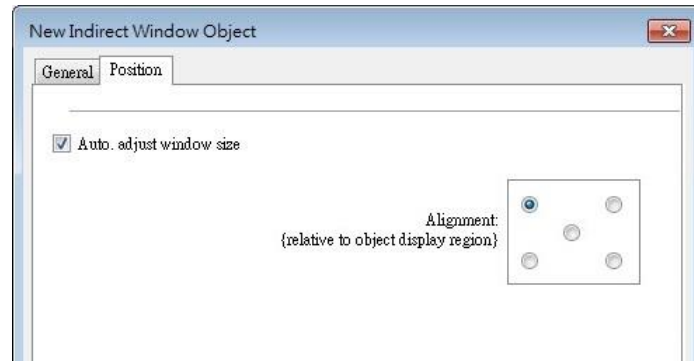 New Indirect Window Object
General Position
Auto. adjust window size
Alignment:
{relative to object display region}